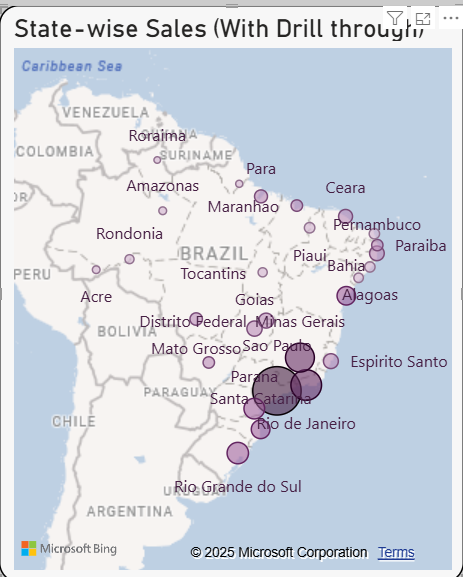 State-wise Sales (With Drill through)
Caribbean Sea
VENEZUELA
Roraima
COLOMBIA
SURINAME
Para
Amazonas
Ceara
Maranhao
Pernambuco
Rondonia
BRAZIL
Piaui
Paraiba
PERU
Tocantins
Bahia
Acre
Goias
Alagoas
Distrito Federal
Minas Gerais
BOLIVIA
Mato Grosso
Sao Paulo
Espirito Santo
Parana
PARAGUAY
Santa Catarina
CHILE
Rio de Janeiro
Rio Grande do Sul
URUGUAY
ARGENTINA
Microsoft Bing
© 2025 Microsoft Corporation Terms